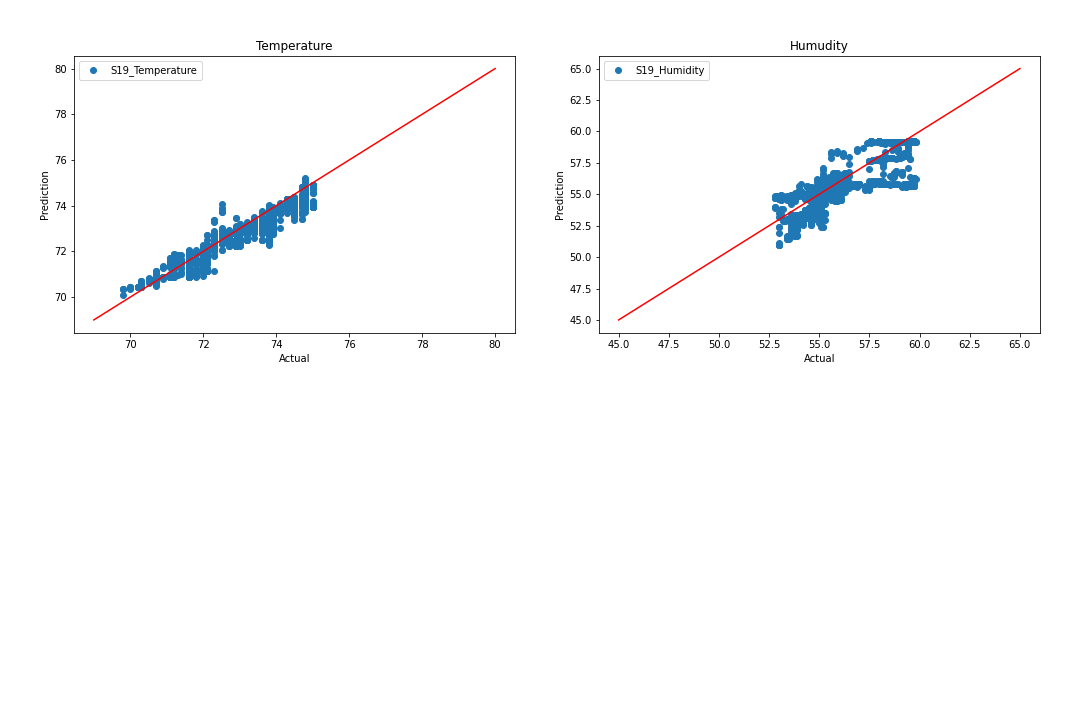 Temperature
S19_Temperature
80
78
76
74
72
70
Prediction
70 72 74 76 78 80
Actual
Humudity
S19_Humidity
65.0
62.5
60.0
57.5
55.0
52.5
50.0
47.5
45.0
Prediction
45.0 47.5 50.0 52.5 55.0 57.5 60.0 62.5 65.0
Actual